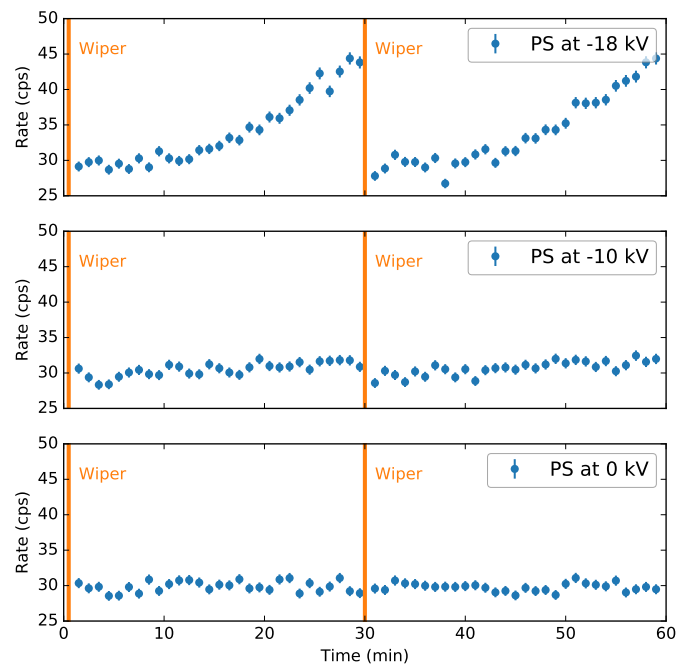 50
45
40
35
30
25
Rate (cps)
Wiper
Wiper
PS at -18 kV
50
45
40
35
30
25
Rate (cps)
Wiper
Wiper
PS at -10 kV
50
45
40
35
30
25
Rate (cps)
Wiper
Wiper
PS at 0 kV
0 10 20 30 40 50 60
Time (min)